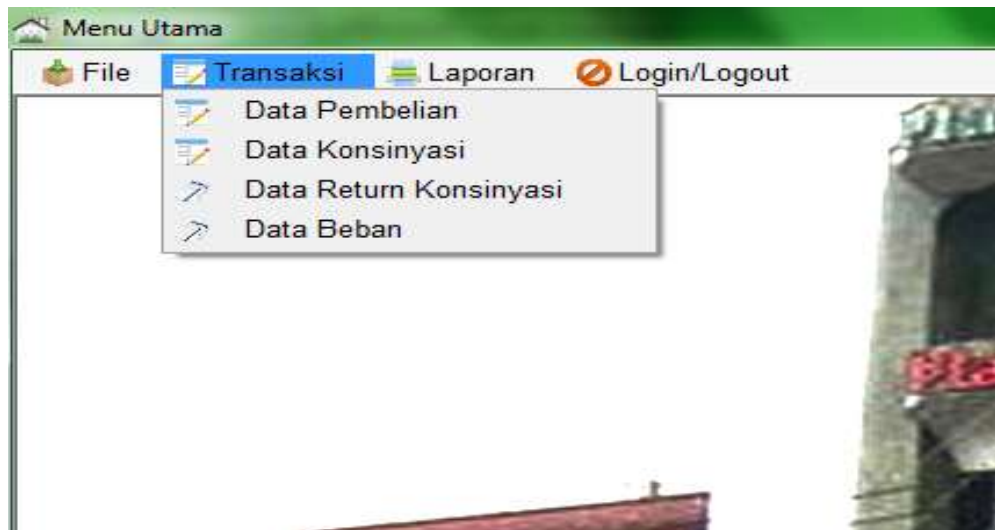 Menu Utama
File Transaksi Laporan Login/Logout
Data Pembelian
Data Konsinyasi
Data Return Konsinyasi
Data Beban